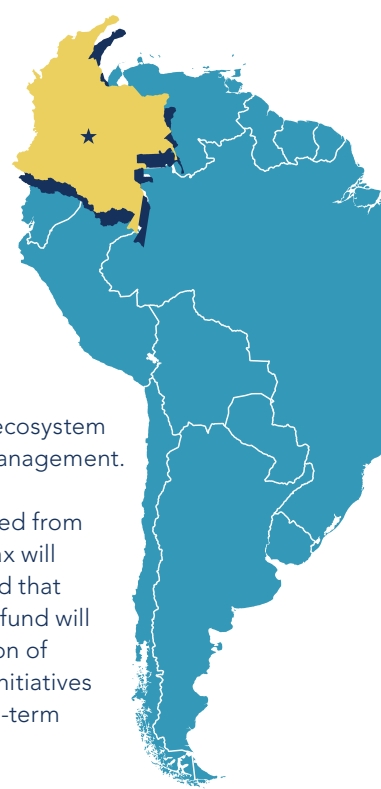 ecosystem
anagement.
ed from
ax will
d that
fund will
on of
nitiatives
-term